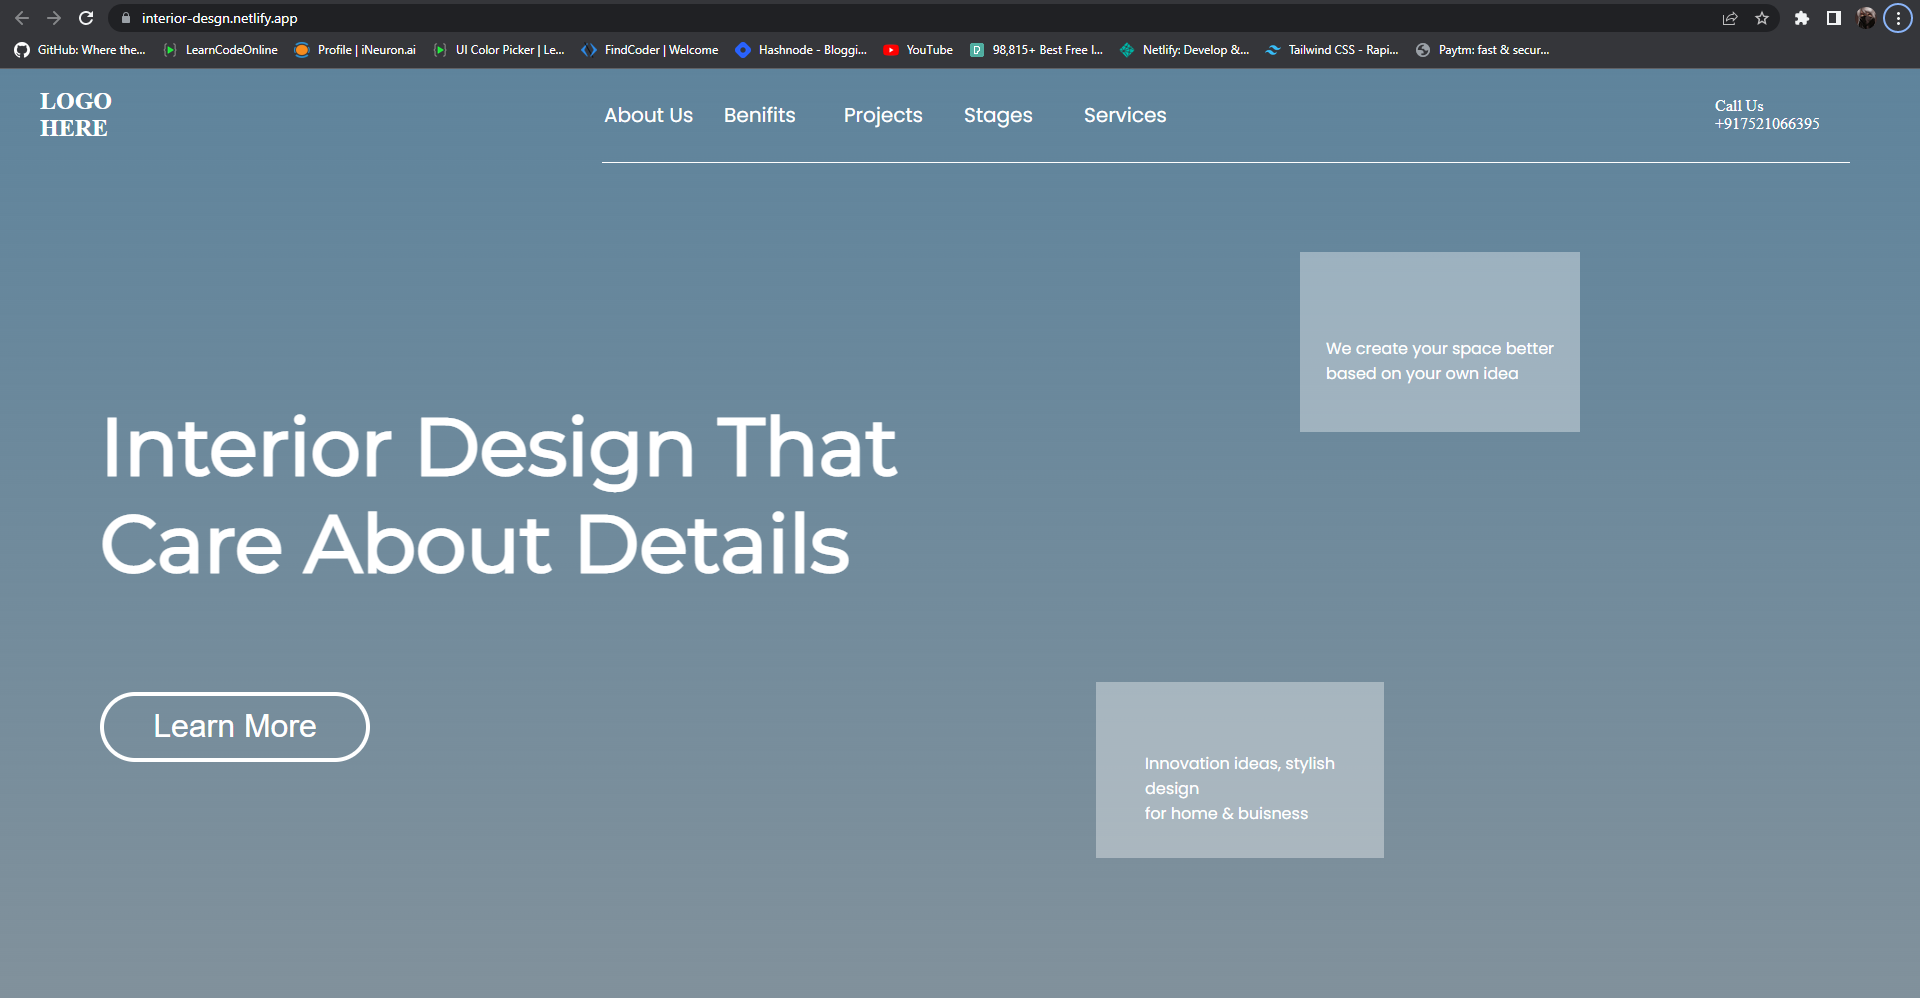 interior-desgn.netlify.app
GitHub: Where the...
LearnCodeOnline
Profile | iNeuron.ai
UI Color Picker | Le...
FindCoder | Welcome
Hashnode - Bloggi...
YouTube
98,815+ Best Free I...
Netlify: Develop &...
Tailwind CSS - Rapi...
Paytm: fast & secur...
LOGO
HERE
About Us
Benifits
Projects
Stages
Services
Call Us
+917521066395
We create your space better
based on your own idea
Interior Design That
Care About Details
Learn More
Innovation ideas, stylish
design
for home & buisness